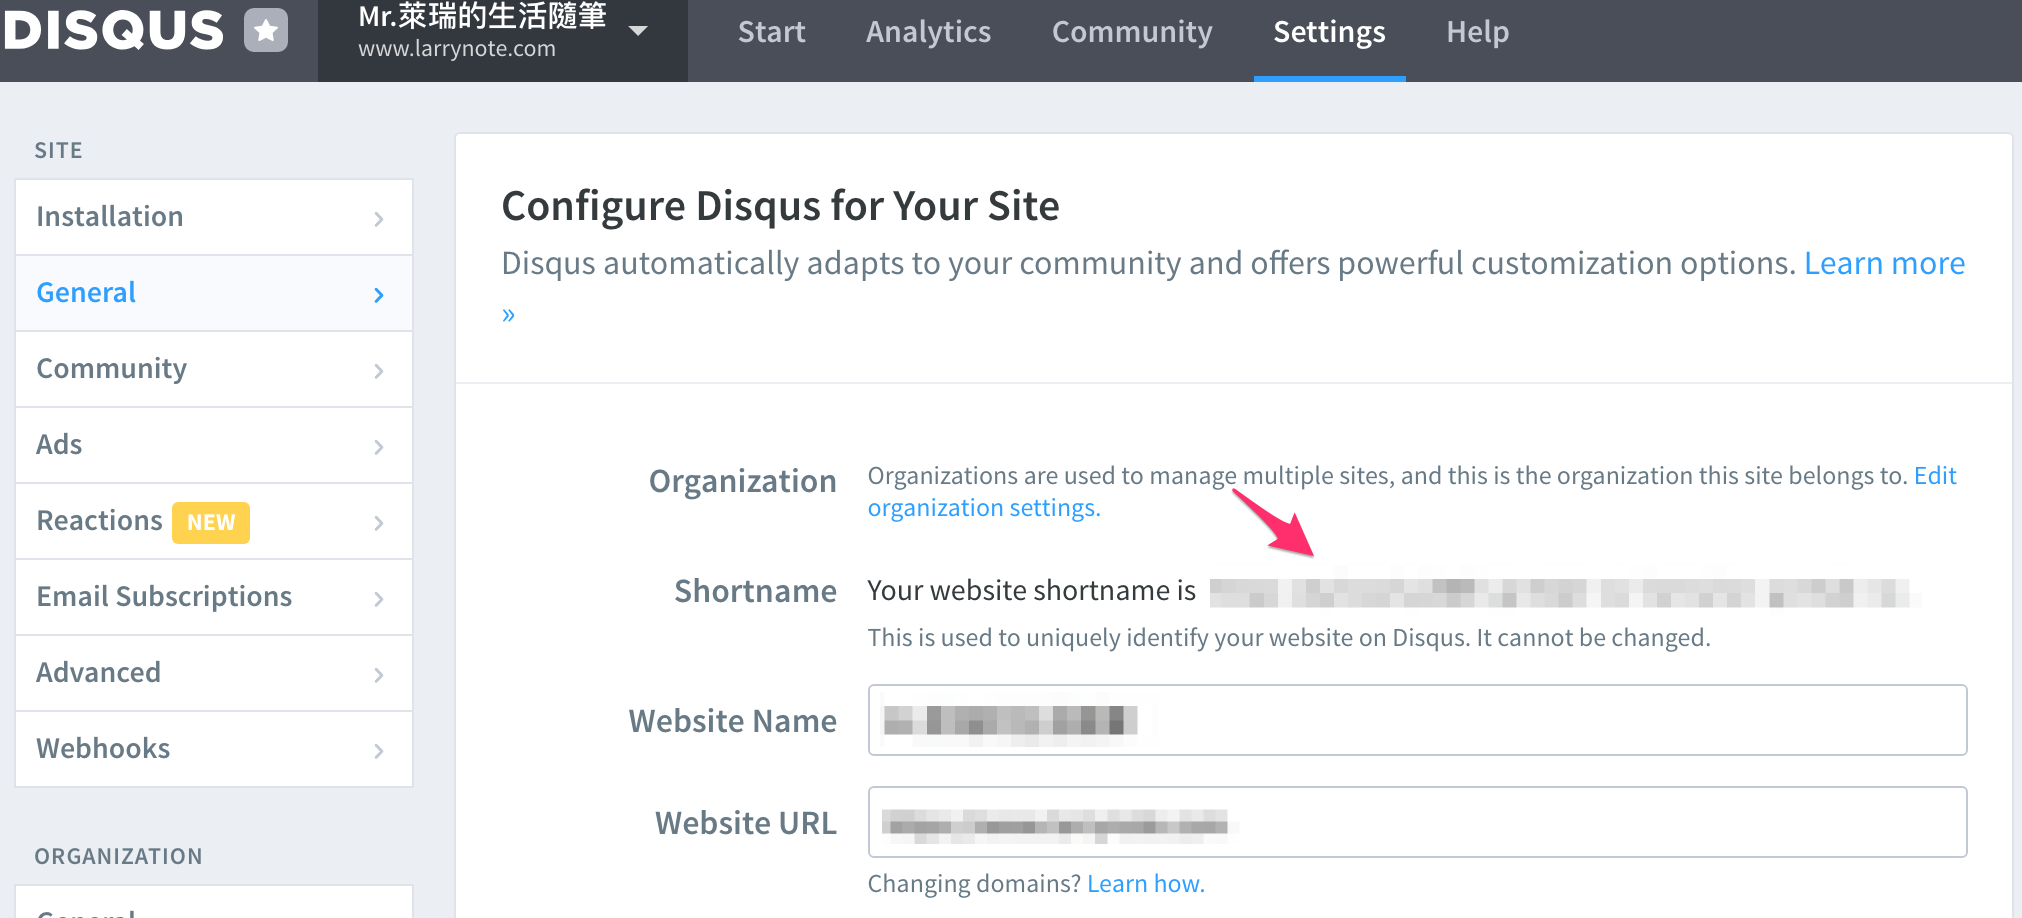 DISQUS
Mr.萊瑞的生活隨筆
www.larrynote.com
Start Analytics Community Settings Help
SITE
Installation
General
Community
Ads
Reactions NEW
Email Subscriptions
Advanced
Webhooks
ORGANIZATION
General
Configure Disqus for Your Site
Disqus automatically adapts to your community and offers powerful customization options. Learn more
»
Organization
Organizations are used to manage multiple sites, and this is the organization this site belongs to. Edit
organization settings.
Shortname
Your website shortname is
This is used to uniquely identify your website on Disqus. It cannot be changed.
Website Name
Website URL
Changing domains? Learn how.